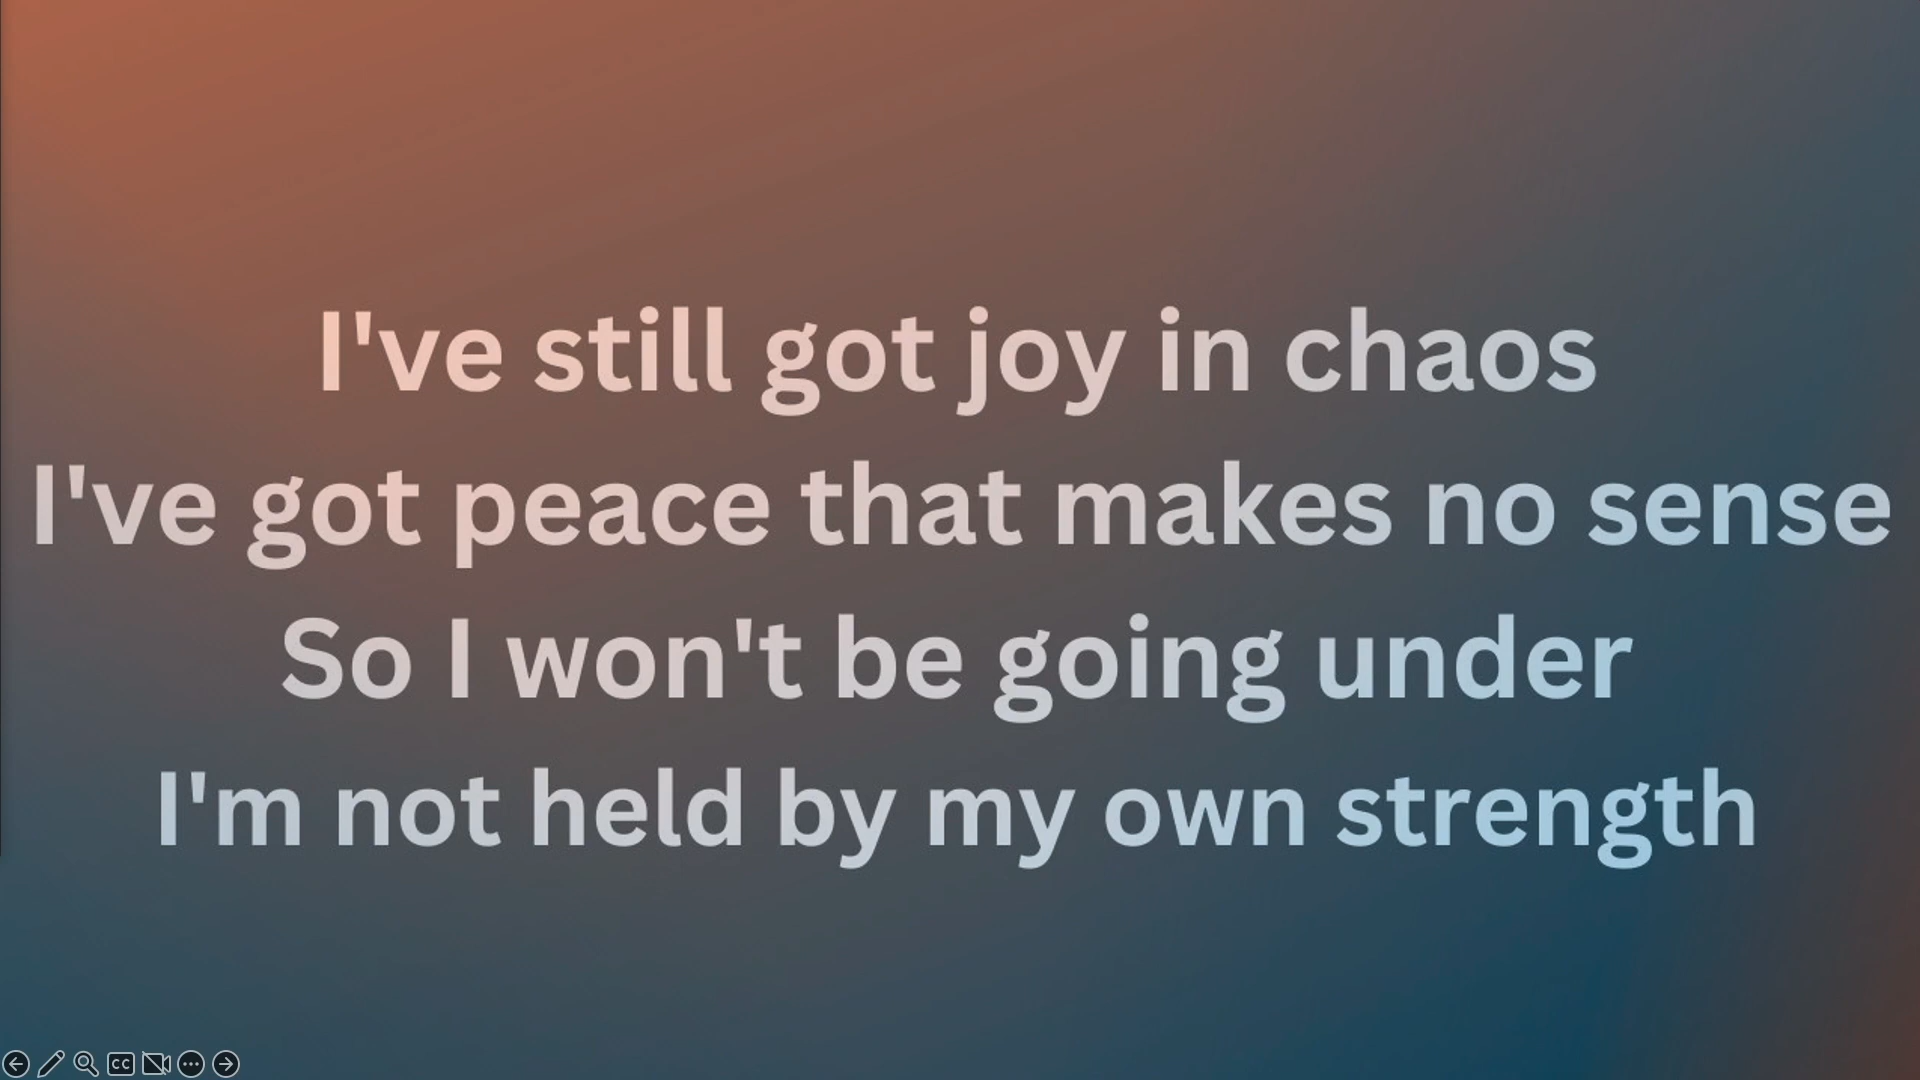 I've still got joy in chaos
I've got peace that makes no sense
So I won't be going under
I'm not held by my own strength
CC